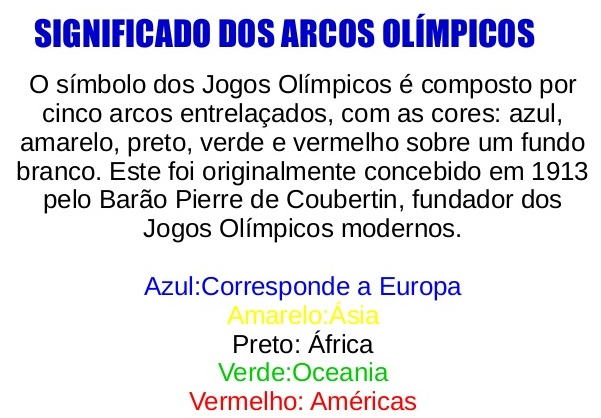 SIGNIFICADO DOS ARCOS OLÍMPICOS
O símbolo dos Jogos Olímpicos é composto por
cinco arcos entrelaçados, com as cores: azul,
amarelo, preto, verde e vermelho sobre um fundo
branco. Este foi originalmente concebido em 1913
pelo Barão Pierre de Coubertin, fundador dos
Jogos Olímpicos modernos.
Azul:Corresponde a Europa
Amarelo:Ásia
Preto: África
Verde:Oceania
Vermelho: Américas